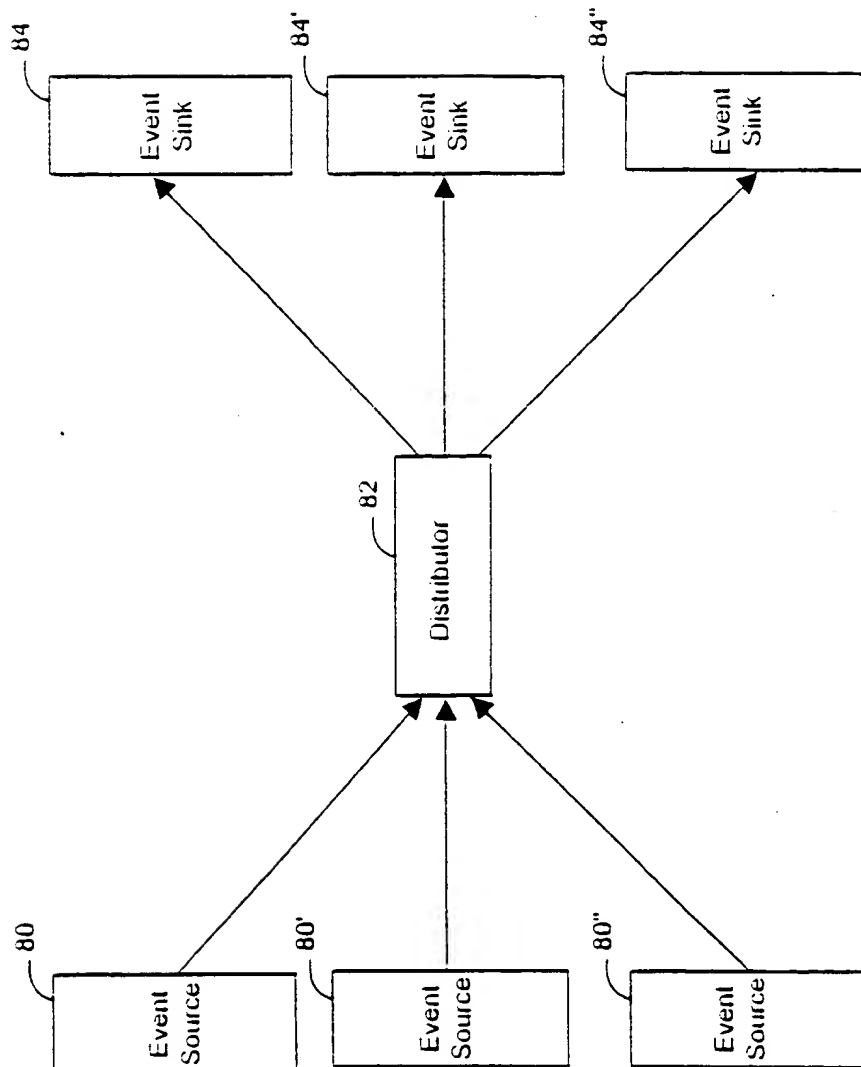 84
Event
Sink
84'
Event
Sink
84"
Event
Sink
82
Distributor
80
Event
Source
80'
Event
Source
80"
Event
Source